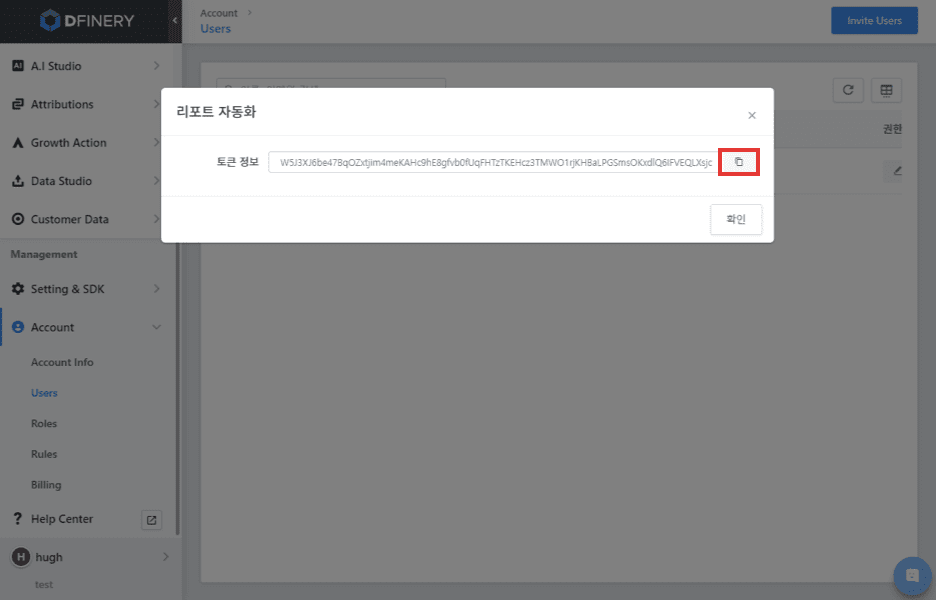 DFINERY
Account
Users
Invite Users
AI A.I Studio
Attributions
Growth Action
Data Studio
Customer Data
Management
Setting & SDK
Account
Account Info
Users
Roles
Rules
Billing
Help Center
H hugh
test
리포트 자동화
토큰 정보
확인
권한